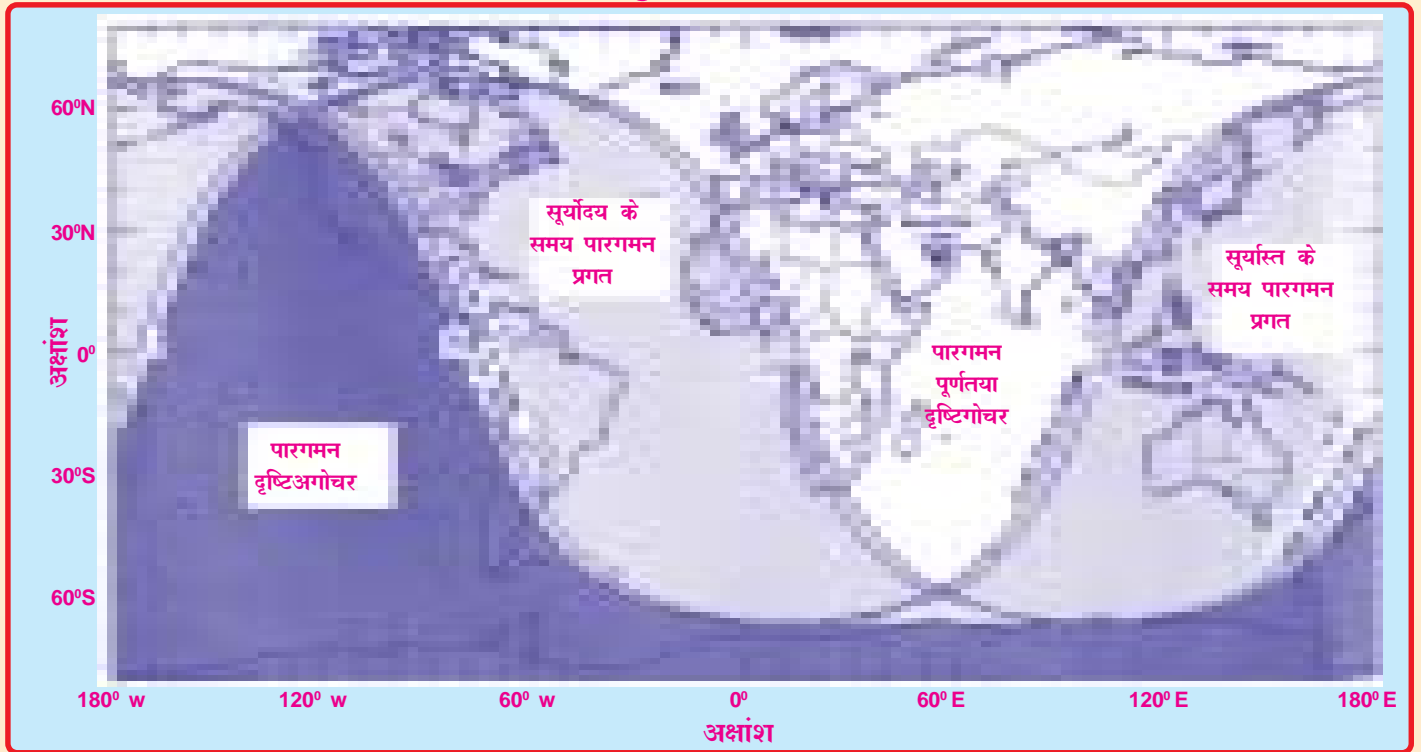 60⁰N
30⁰N
0⁰
30⁰S
60⁰S
अक्षांश
सूर्योदय के
समय पारगमन
प्रगत
सूर्यास्त के
समय पारगमन
प्रगत
पारगमन
पूर्णतया
दृष्टिगोचर
पारगमन
दृष्टिअगोचर
180⁰ w
120⁰ w
60⁰ w
0⁰
60⁰ E
120⁰ E
180⁰ E
अक्षांश